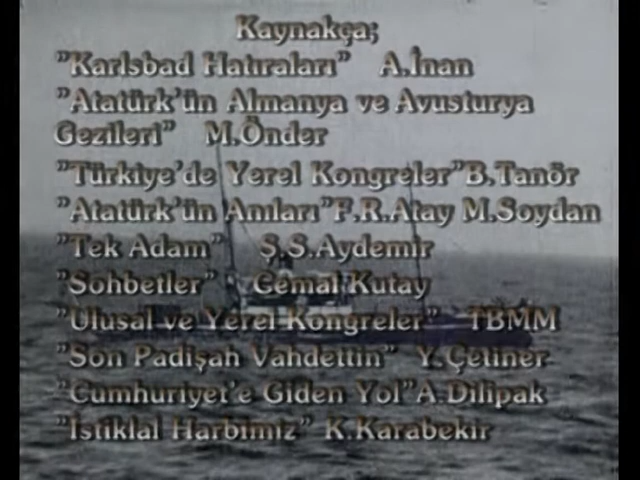 Kaynakça;
"Karlsbad Hatıraları" A.İnan
"Atatürk'ün Almanya ve Avusturya
Gezileri" M.Önder
"Türkiye'de Yerel Kongreler"B.Tanör
"Atatürk'ün Anıları"F.R.Atay M.Soydan
"Tek Adam" Ş.S.Aydemir
"Sohbetler" Cemal Kutay
"Ulusal ve Yerel Kongreler" TBMM
"Son Padişah Vahdettin" Y.Çetiner
"Cumhuriyet'e Giden Yol"A.Dilipak
"İstiklal Harbimiz" K.Karabekir